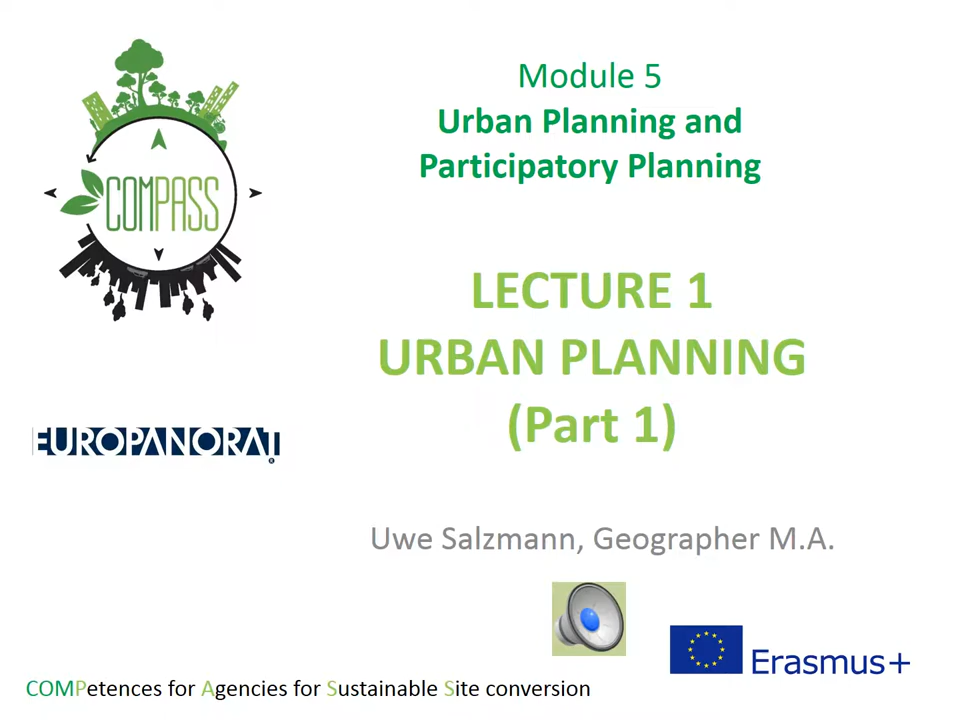 Module 5
Urban Planning and
Participatory Planning
COMPASS
LECTURE 1
URBAN PLANNING
(Part 1)
EUROPANORAT
®
Uwe Salzmann, Geographer M.A.
Erasmus+
COMPetences for Agencies for Sustainable Site conversion